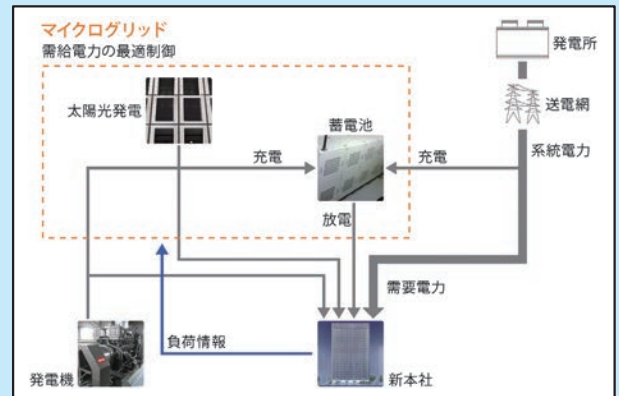 マイクログリッド
需給電力の最適制御
発電所
太陽光発電
送電網
蓄電池
充電
充電
系統電力
放電
需要電力
負荷情報
発電機
新本社